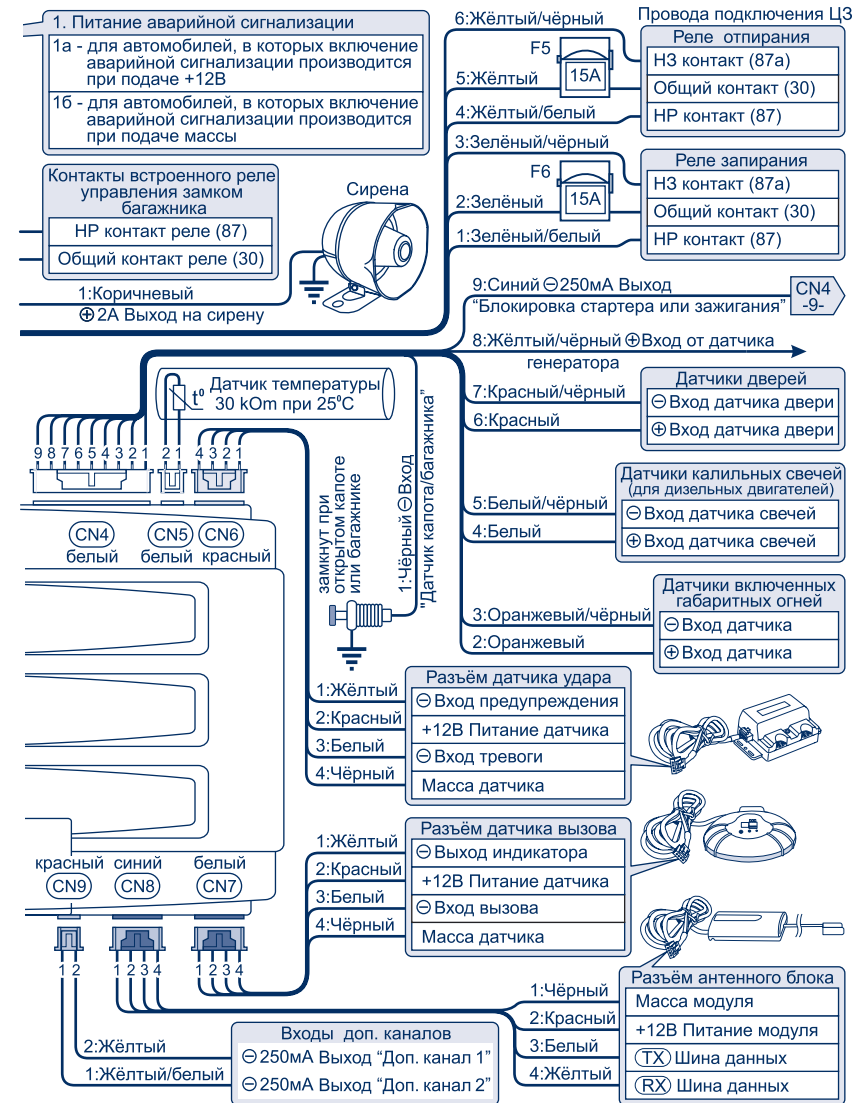 1. Питание аварийной сигнализации
1а - для автомобилей, в которых включение
аварийной сигнализации производится
при подаче +12В
1б - для автомобилей, в которых включение
аварийной сигнализации производится
при подаче массы
6:Жёлтый/чёрный
F5
15А
5:Жёлтый
4:Жёлтый/белый
3:Зелёный/чёрный
F6
15А
2:Зелёный
1:Зелёный/белый
Провода подключения ЦЗ
Реле отпирания
НЗ контакт (87а)
Общий контакт (30)
НР контакт (87)
Реле запирания
НЗ контакт (87а)
Общий контакт (30)
НР контакт (87)
Контакты встроенного реле
управления замком
багажника
НР контакт реле (87)
Общий контакт реле (30)
Сирена
1:Коричневый
⊕2А Выход на сирену
9:Синий ⊖250мА Выход
“Блокировка стартера или зажигания”
CN4
-9-
8:Жёлтый/чёрный ⊕Вход от датчика
генератора
Датчик температуры
30 kОm при 25⁰С
t⁰
7:Красный/чёрный
6:Красный
Датчики дверей
⊖Вход датчика двери
⊕Вход датчика двери
9 8 7 6 5 4 3 2 1
2 1
4 3 2 1
CN4
белый
CN5
белый
CN6
красный
замкнут при
открытом капоте
или багажнике
1:Чёрный ⊖Вход
"Датчик капота/багажника”
5:Белый/чёрный
4:Белый
Датчики калильных свечей
(для дизельных двигателей)
⊖Вход датчика свечей
⊕Вход датчика свечей
3:Оранжевый/чёрный
2:Оранжевый
Датчики включенных
габаритных огней
⊖Вход датчика
⊕Вход датчика
1:Жёлтый
2:Красный
3:Белый
4:Чёрный
Разъём датчика удара
⊖Вход предупреждения
+12В Питание датчика
⊖Вход тревоги
Масса датчика
1:Жёлтый
2:Красный
3:Белый
4:Чёрный
Разъём датчика вызова
⊖Выход индикатора
+12В Питание датчика
⊖Вход вызова
Масса датчика
красный
CN9
синий
CN8
белый
CN7
1 2
1 2 3 4
1 2 3 4
1:Чёрный
2:Красный
3:Белый
4:Жёлтый
Разъём антенного блока
Масса модуля
+12В Питание модуля
TX Шина данных
RX Шина данных
2:Жёлтый
1:Жёлтый/белый
Входы доп. каналов
⊖250мА Выход “Доп. канал 1”
⊖250мА Выход “Доп. канал 2”